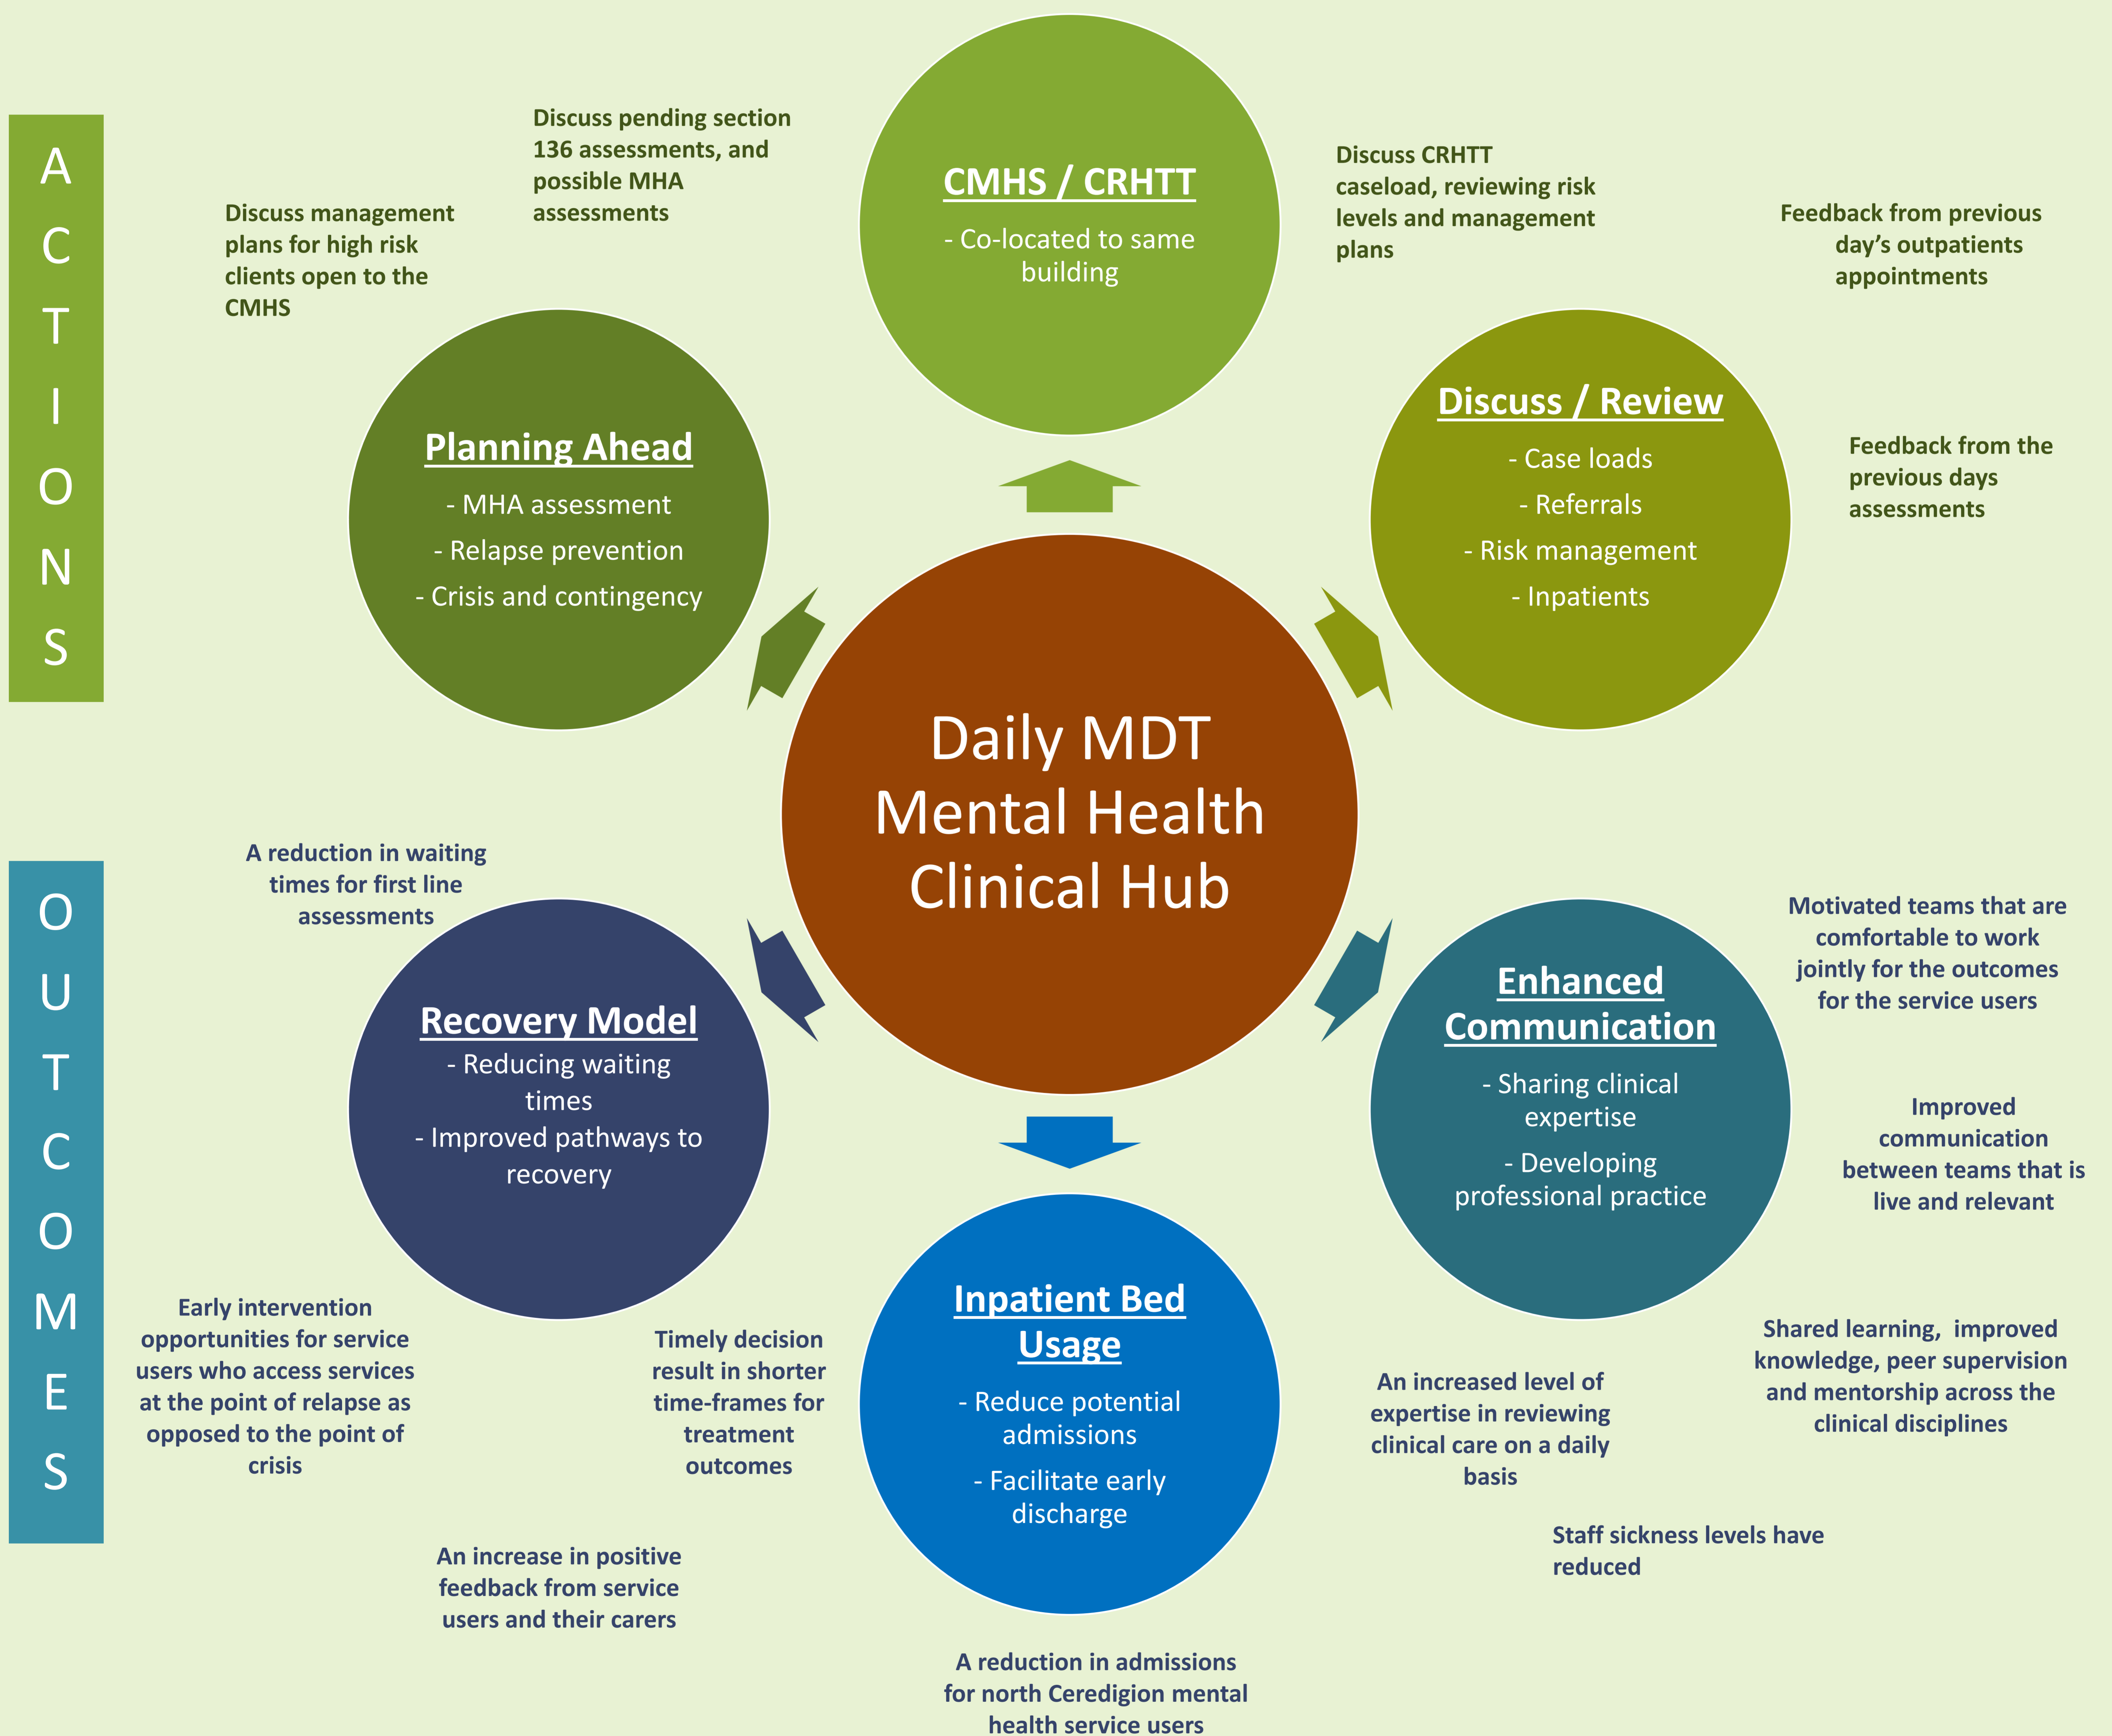 ACTIONS
Discuss management
plans for high risk
clients open to the
CMHS
Discuss pending section
136 assessments, and
possible MHA
assessments
CMHS / CRHTT
- Co-located to same
building
Discuss CRHTT
caseload, reviewing risk
levels and management
plans
Feedback from previous
day’s outpatients
appointments
Planning Ahead
- MHA assessment
- Relapse prevention
- Crisis and contingency
Discuss / Review
- Case loads
- Referrals
- Risk management
- Inpatients
Feedback from the
previous days
assessments
Daily MDT
Mental Health
Clinical Hub
OUTCOMES
A reduction in waiting
times for first line
assessments
Recovery Model
- Reducing waiting
times
- Improved pathways to
recovery
Enhanced
Communication
- Sharing clinical
expertise
- Developing
professional practice
Motivated teams that are
comfortable to work
jointly for the outcomes
for the service users
Improved
communication
between teams that is
live and relevant
Early intervention
opportunities for service
users who access services
at the point of relapse as
opposed to the point of
crisis
Timely decision
result in shorter
time-frames for
treatment
outcomes
Inpatient Bed
Usage
- Reduce potential
admissions
- Facilitate early
discharge
An increased level of
expertise in reviewing
clinical care on a daily
basis
Shared learning, improved
knowledge, peer supervision
and mentorship across the
clinical disciplines
An increase in positive
feedback from service
users and their carers
Staff sickness levels have
reduced
A reduction in admissions
for north Ceredigion mental
health service users